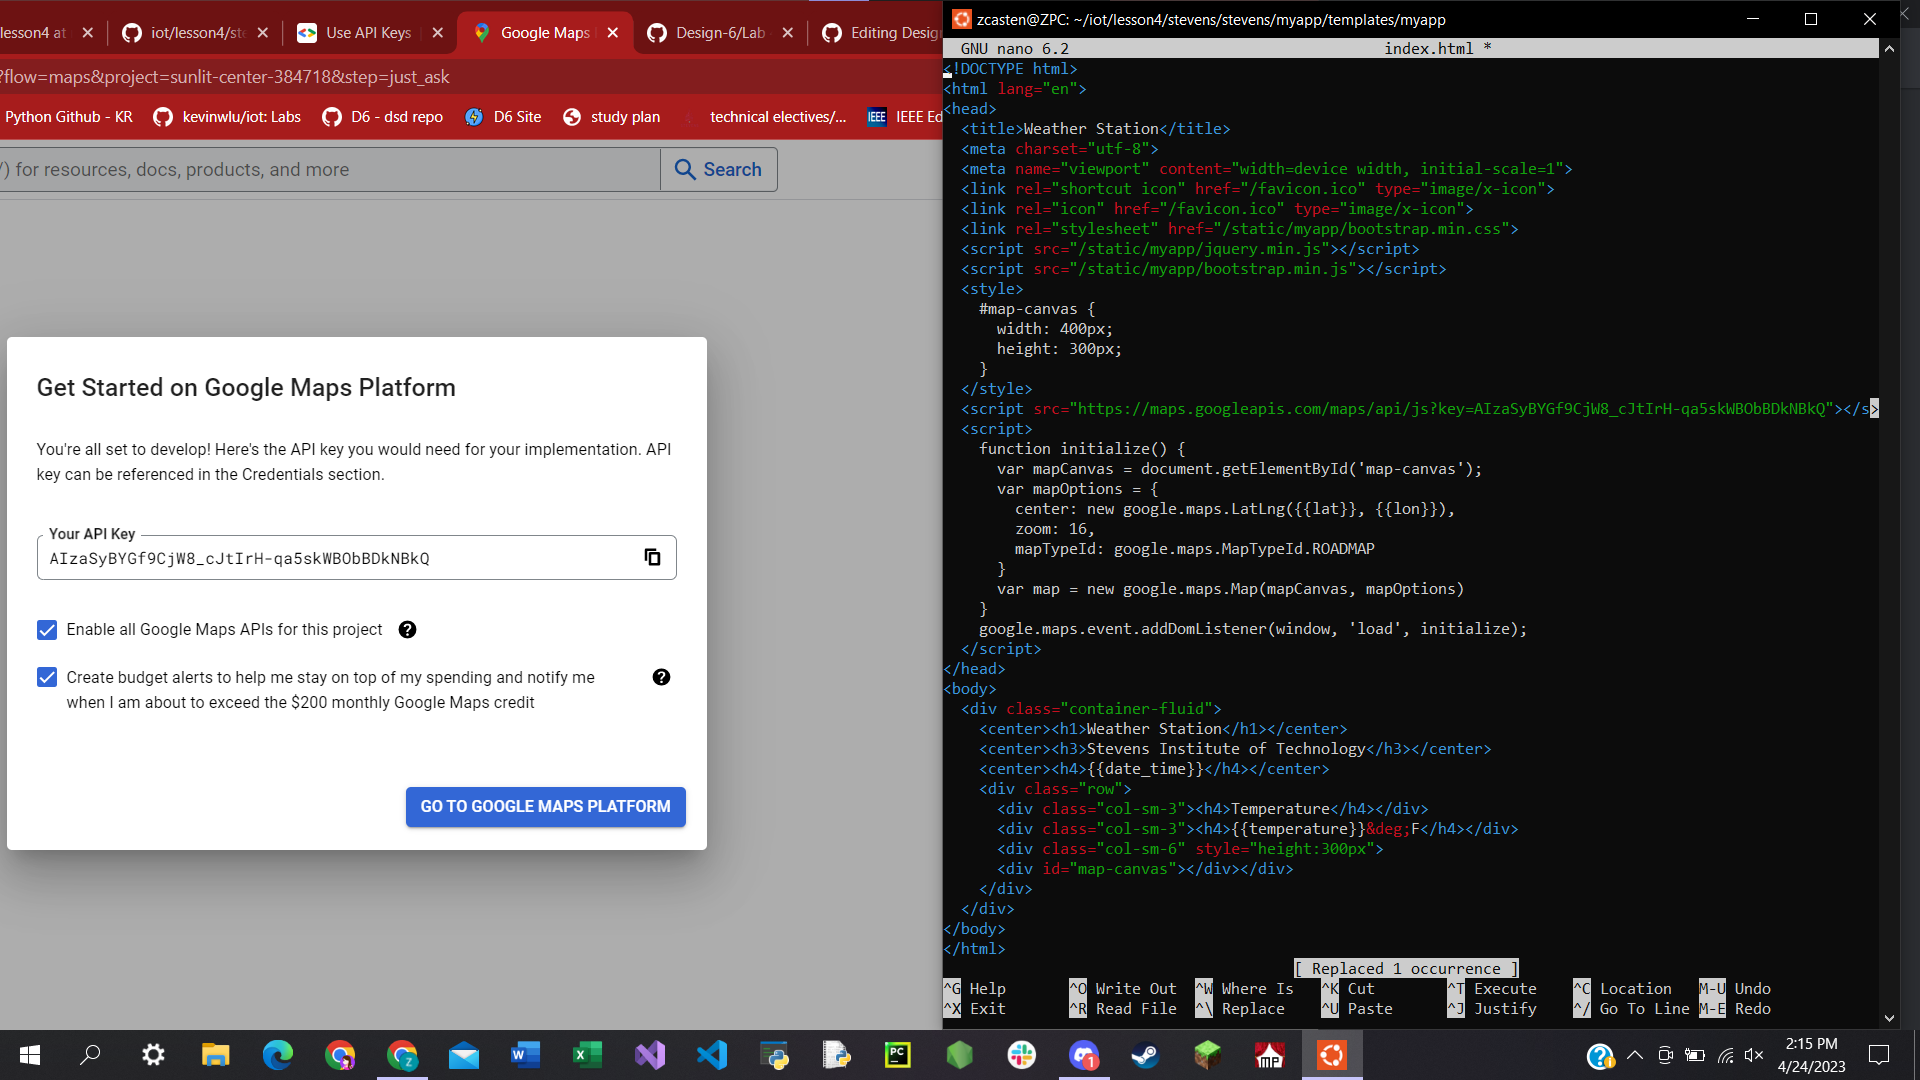 lesson4 at
iot/lesson4/ste
Use API Keys
Google Maps
Design-6/Lab
Editing Desig
?flow=maps&project=sunlit-center-384718&step=just_ask
Python Github - KR
kevinwlu/iot: Labs
D6 - dsd repo
D6 Site
study plan
technical electives/...
IEEE Ed
/) for resources, docs, products, and more
Search
Get Started on Google Maps Platform
You're all set to develop! Here's the API key you would need for your implementation. API
key can be referenced in the Credentials section.
Your API Key
AIzaSyBYGf9CjW8_cJtIrH-qa5skWBObBDkNBkQ
Enable all Google Maps APIs for this project
Create budget alerts to help me stay on top of my spending and notify me
when I am about to exceed the $200 monthly Google Maps credit
GO TO GOOGLE MAPS PLATFORM
zcasten@ZPC: ~/iot/lesson4/stevens/stevens/myapp/templates/myapp
GNU nano 6.2 index.html *
<!DOCTYPE html>
<html lang="en">
<head>
<title>Weather Station</title>
<meta charset="utf-8">
<meta name="viewport" content="width=device width, initial-scale=1">
<link rel="shortcut icon" href="/favicon.ico" type="image/x-icon">
<link rel="icon" href="/favicon.ico" type="image/x-icon">
<link rel="stylesheet" href="/static/myapp/bootstrap.min.css">
<script src="/static/myapp/jquery.min.js"></script>
<script src="/static/myapp/bootstrap.min.js"></script>
<style>
#map-canvas {
width: 400px;
height: 300px;
}
</style>
<script src="https://maps.googleapis.com/maps/api/js?key=AIzaSyBYGf9CjW8_cJtIrH-qa5skWBObBDkNBkQ"></s>
<script>
function initialize() {
var mapCanvas = document.getElementById('map-canvas');
var mapOptions = {
center: new google.maps.LatLng({{lat}}, {{lon}}),
zoom: 16,
mapTypeId: google.maps.MapTypeId.ROADMAP
}
var map = new google.maps.Map(mapCanvas, mapOptions)
}
google.maps.event.addDomListener(window, 'load', initialize);
</script>
</head>
<body>
<div class="container-fluid">
<center><h1>Weather Station</h1></center>
<center><h3>Stevens Institute of Technology</h3></center>
<center><h4>{{date_time}}</h4></center>
<div class="row">
<div class="col-sm-3"><h4>Temperature</h4></div>
<div class="col-sm-3"><h4>{{temperature}}&deg;F</h4></div>
<div class="col-sm-6" style="height:300px">
<div id="map-canvas"></div></div>
</div>
</div>
</body>
</html>
[ Replaced 1 occurrence ]
^G Help ^O Write Out ^W Where Is ^K Cut ^T Execute ^C Location M-U Undo
^X Exit ^R Read File ^\ Replace ^U Paste ^J Justify ^/ Go To Line M-E Redo
2:15 PM
4/24/2023